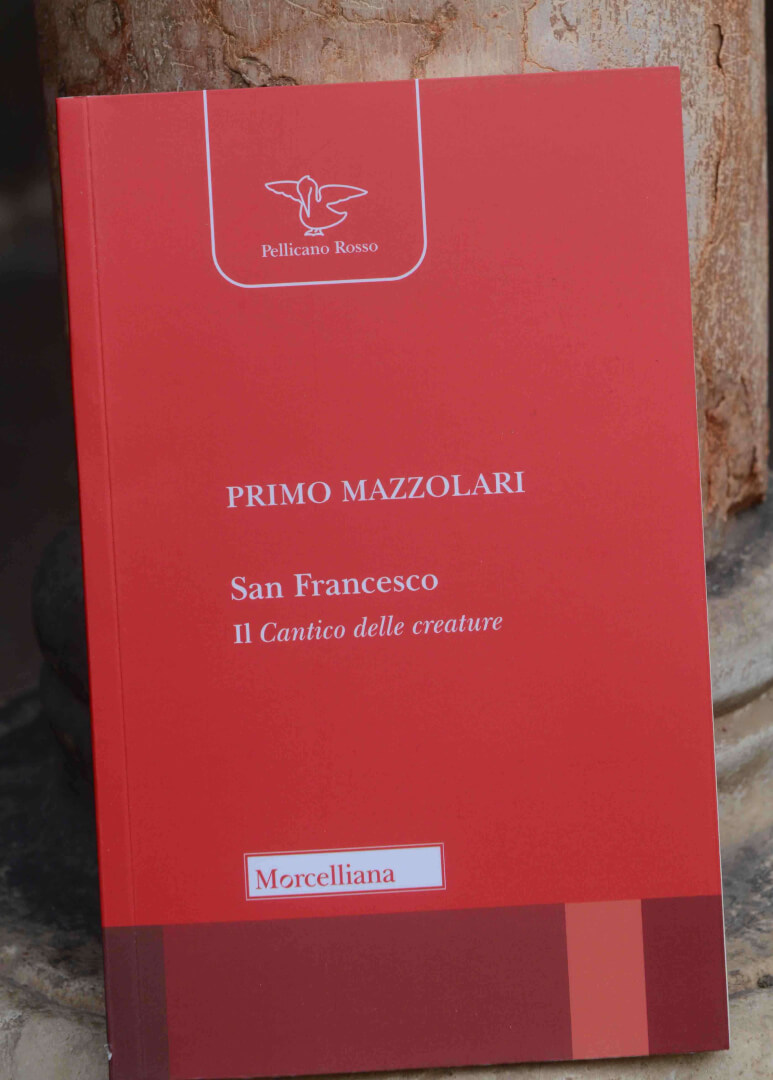 Pellicano Rosso
PRIMO MAZZOLARI
San Francesco
Il Cantico delle creature
Morcelliana